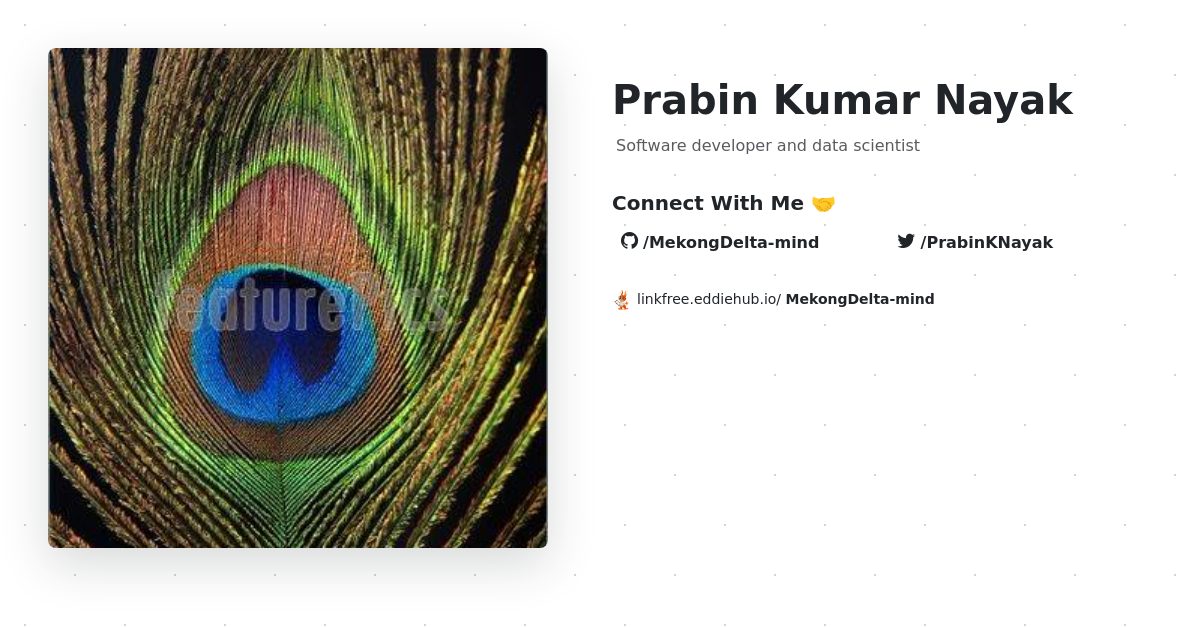 Prabin Kumar Nayak
Software developer and data scientist
Connect With Me 🤝
/MekongDelta-mind
/PrabinKNayak
linkfree.eddiehub.io/ MekongDelta-mind
featurePics